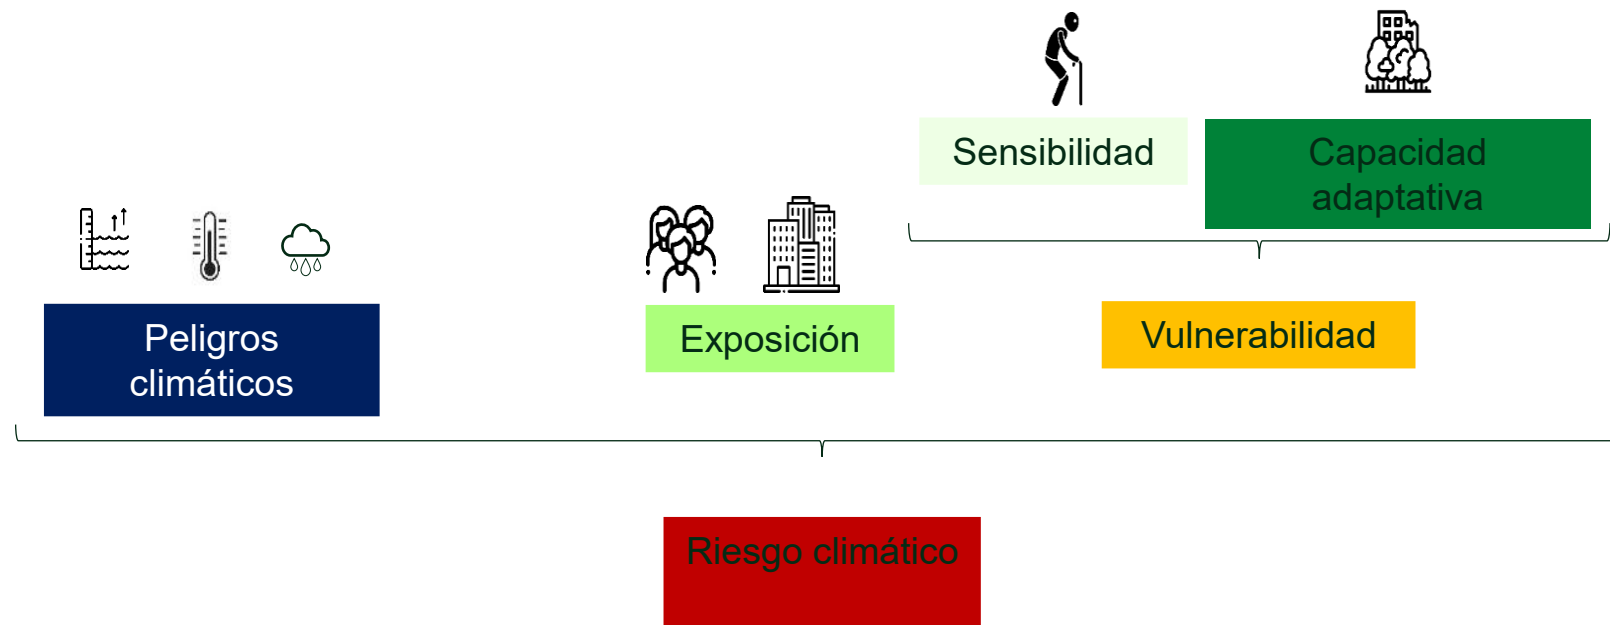 Sensibilidad
Capacidad
adaptativa
Peligros
climáticos
Exposición
Vulnerabilidad
Riesgo climático